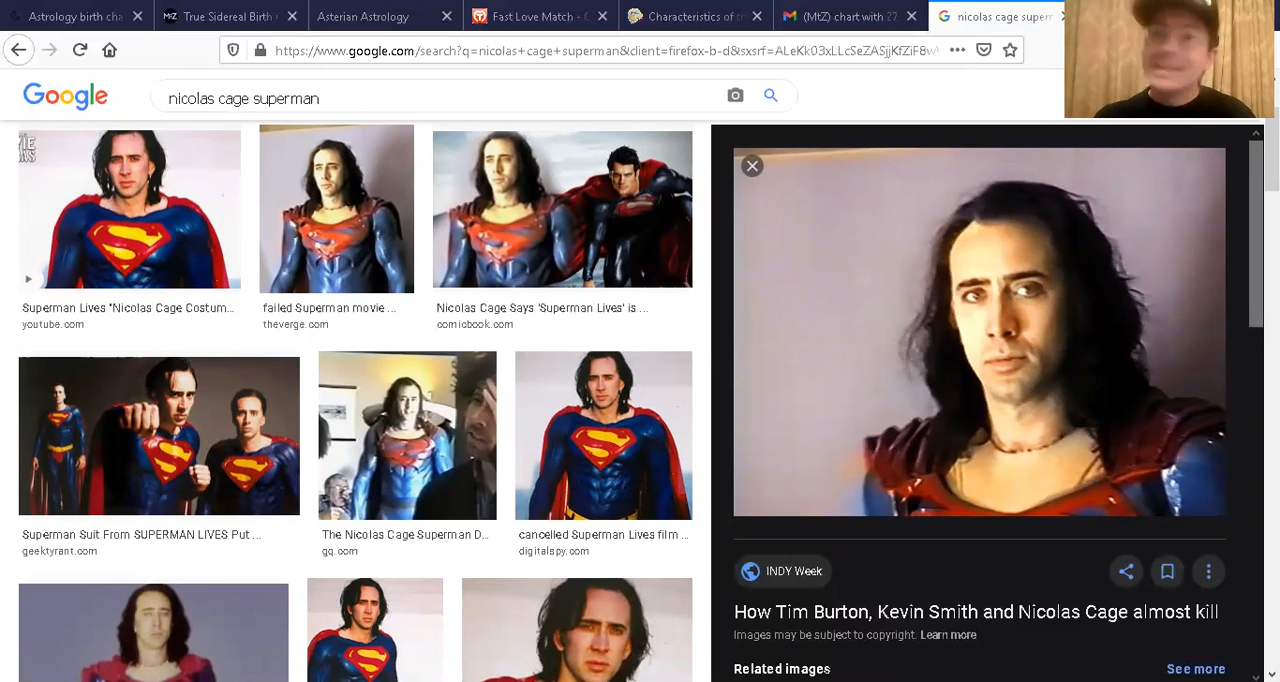 Astrology birth cha
True Sidereal Birth
Asterian Astrology
Fast Love Match - C
Characteristics of th
(MtZ) chart with 27
nicolas cage superm
https://www.google.com/search?q=nicolas+cage+superman&client=firefox-b-d&sxsrf=
Google
nicolas cage superman
Superman Lives "Nicolas Cage Costum...
youtube.com
failed Superman movie ...
theverge.com
Nicolas Cage Says 'Superman Lives' is ...
comicbook.com
Superman Suit From SUPERMAN LIVES Put ...
geektyrant.com
The Nicolas Cage Superman D...
gq.com
cancelled Superman Lives film ...
digitalspy.com
INDY Week
How Tim Burton, Kevin Smith and Nicolas Cage almost kill
Images may be subject to copyright. Learn more
Related images
See more